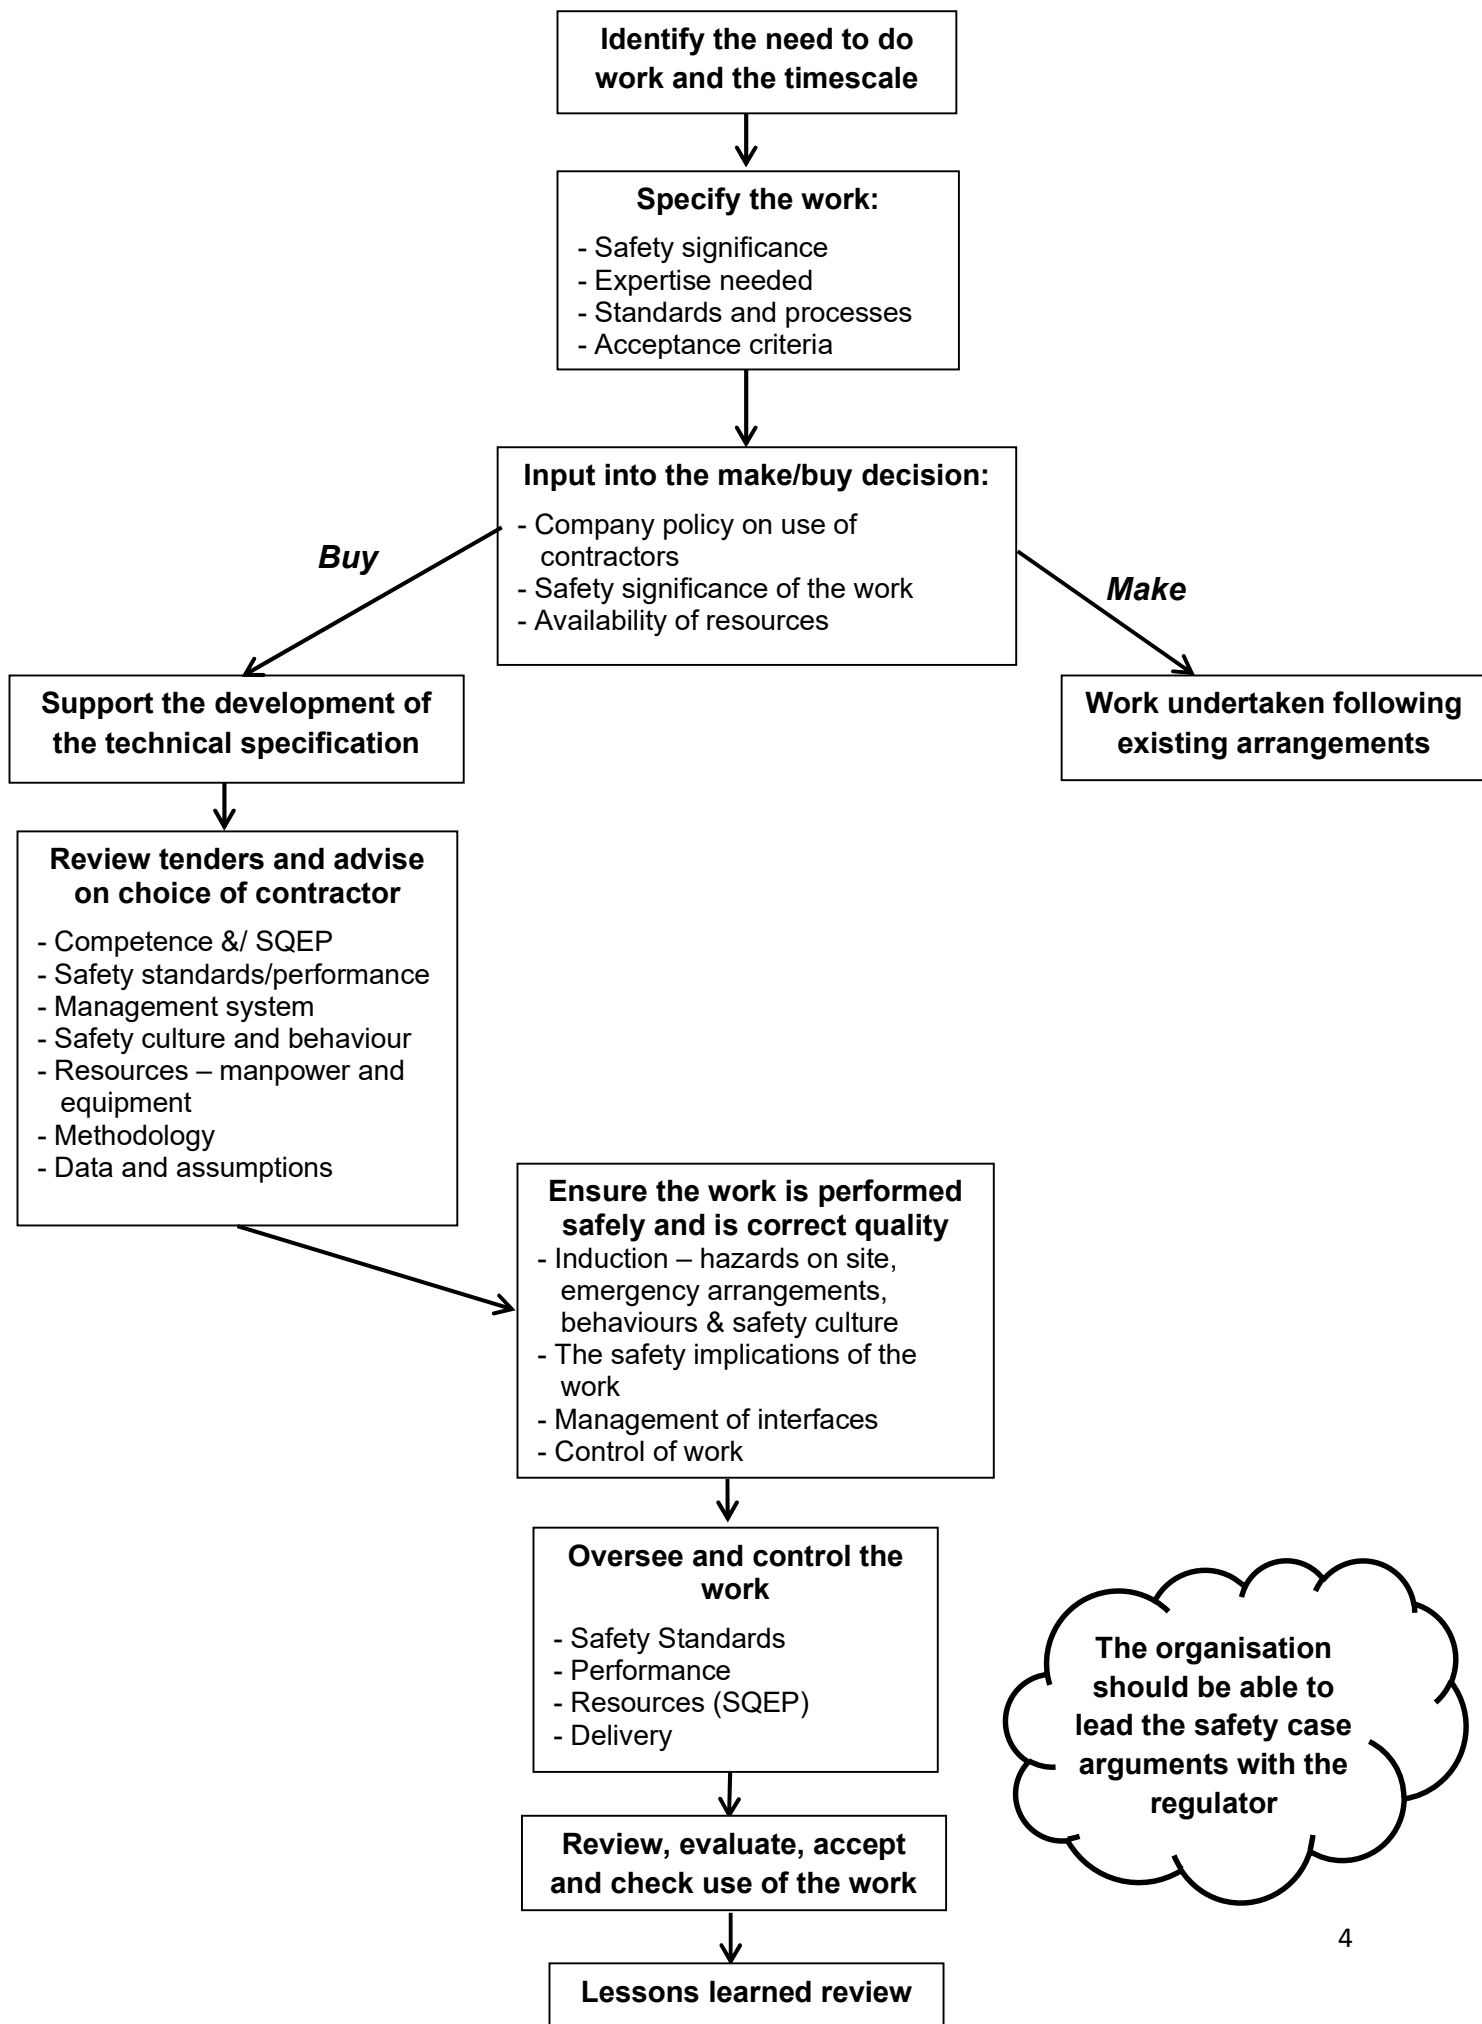 Identify the need to do
work and the timescale
Specify the work:
- Safety significance
- Expertise needed
- Standards and processes
- Acceptance criteria
Input into the make/buy decision:
- Company policy on use of
contractors
- Safety significance of the work
- Availability of resources
Buy
Make
Support the development of
the technical specification
Work undertaken following
existing arrangements
Review tenders and advise
on choice of contractor
- Competence &/ SQEP
- Safety standards/performance
- Management system
- Safety culture and behaviour
- Resources – manpower and
equipment
- Methodology
- Data and assumptions
Ensure the work is performed
safely and is correct quality
- Induction – hazards on site,
emergency arrangements,
behaviours & safety culture
- The safety implications of the
work
- Management of interfaces
- Control of work
Oversee and control the
work
- Safety Standards
- Performance
- Resources (SQEP)
- Delivery
The organisation
should be able to
lead the safety case
arguments with the
regulator
Review, evaluate, accept
and check use of the work
Lessons learned review
4